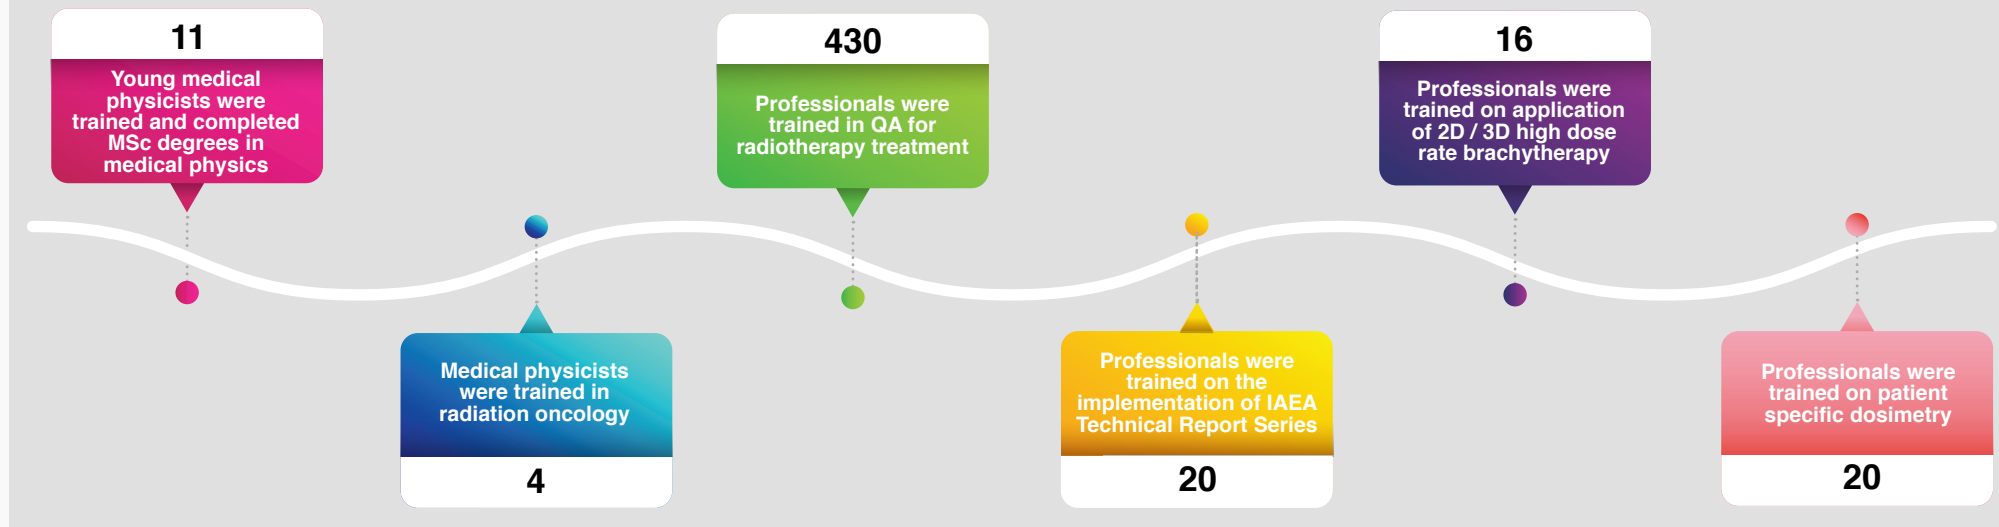 11
Young medical
physicists were
trained and completed
MSc degrees in
medical physics
Medical physicists
were trained in
radiation oncology
4
430
Professionals were
trained in QA for
radiotherapy treatment
Professionals were
trained on the
implementation of IAEA
Technical Report Series
20
16
Professionals were
trained on application
of 2D / 3D high dose
rate brachytherapy
Professionals were
trained on patient
specific dosimetry
20